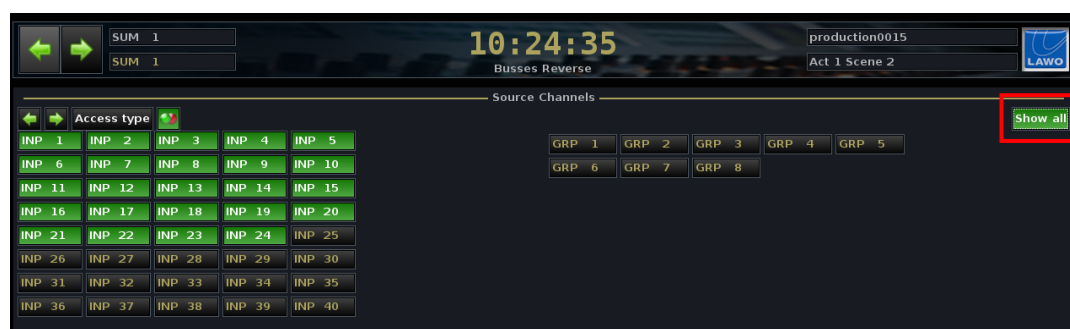 SUM 1
SUM 1
10:24:35
Busses Reverse
production0015
Act 1 Scene 2
LAWO
Source Channels
Access type
Show all
INP 1 INP 2 INP 3 INP 4 INP 5 GRP 1 GRP 2 GRP 3 GRP 4 GRP 5
INP 6 INP 7 INP 8 INP 9 INP 10 GRP 6 GRP 7 GRP 8
INP 11 INP 12 INP 13 INP 14 INP 15
INP 16 INP 17 INP 18 INP 19 INP 20
INP 21 INP 22 INP 23 INP 24 INP 25
INP 26 INP 27 INP 28 INP 29 INP 30
INP 31 INP 32 INP 33 INP 34 INP 35
INP 36 INP 37 INP 38 INP 39 INP 40